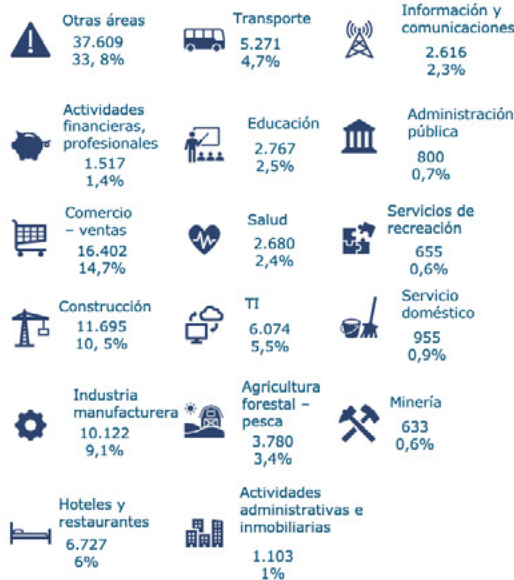 Otras áreas
37.609
33, 8%
Transporte
5.271
4,7%
Información y
comunicaciones
2.616
2,3%
Actividades
financieras,
profesionales
1.517
1,4%
Educación
2.767
2,5%
Administración
pública
800
0,7%
Comercio
– ventas
16.402
14,7%
Salud
2.680
2,4%
Servicios de
recreación
655
0,6%
Construcción
11.695
10, 5%
TI
6.074
5,5%
Servicio
doméstico
955
0,9%
Industria
manufacturera
10.122
9,1%
Agricultura
forestal –
pesca
3.780
3,4%
Minería
633
0,6%
Hoteles y
restaurantes
6.727
6%
Actividades
administrativas e
inmobiliarias
1.103
1%